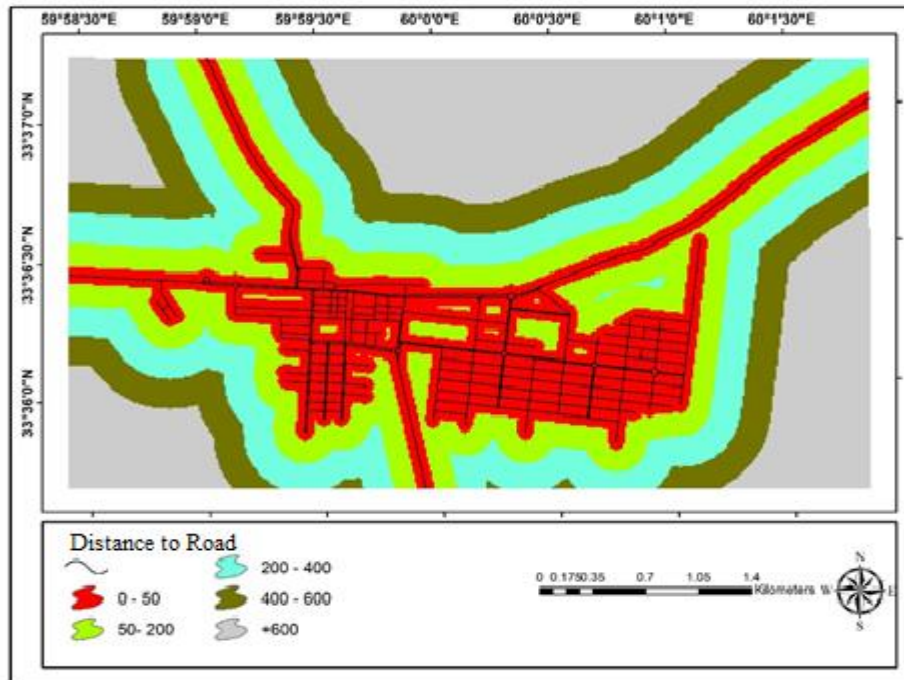 59°58'30"E 59°59'0"E 59°59'30"E 60°0'0"E 60°0'30"E 60°1'0"E 60°1'30"E
33°37'0"N
33°36'30"N
33°36'0"N
Distance to Road
0 - 50
50- 200
200 - 400
400 - 600
+600
0 0.175 0.35 0.7 1.05 1.4
Kilometers
N
W E
S